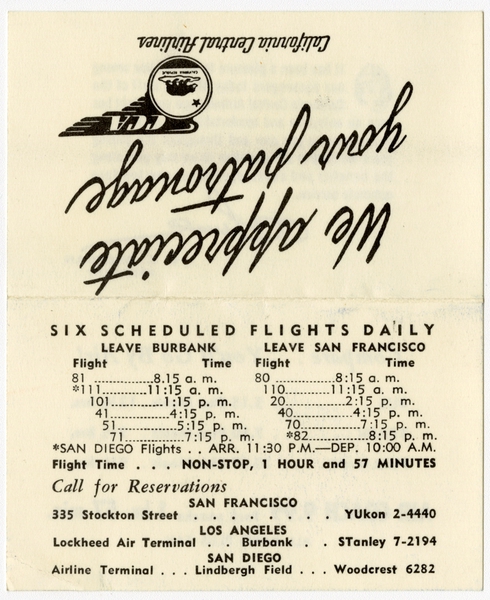 California Central Airlines
CALIFORNIA REPUBLIC
CCA
We appreciate
your patronage
SIX SCHEDULED FLIGHTS DAILY
LEAVE BURBANK LEAVE SAN FRANCISCO
Flight Time Flight Time
81 ..............8.15 a. m. 80 ................8:15 a. m.
*111..........11:15 a. m. 110..........11:15 a. m.
101............1:15 p. m. 20..............2:15 p. m.
41..............4:15 p. m. 40..............4:15 p. m.
51..............5:15 p. m. 70..............7:15 p. m.
71..............7:15 p. m. *82............8:15 p. m.
*SAN DIEGO Flights . . ARR. 11:30 P.M.—DEP. 10:00 A.M.
Flight Time . . . NON-STOP, 1 HOUR and 57 MINUTES
Call for Reservations
SAN FRANCISCO
335 Stockton Street . . . . . . . . YUkon 2-4440
LOS ANGELES
Lockheed Air Terminal . . Burbank . . STanley 7-2194
SAN DIEGO
Airline Terminal . . . Lindbergh Field . . . Woodcrest 6282